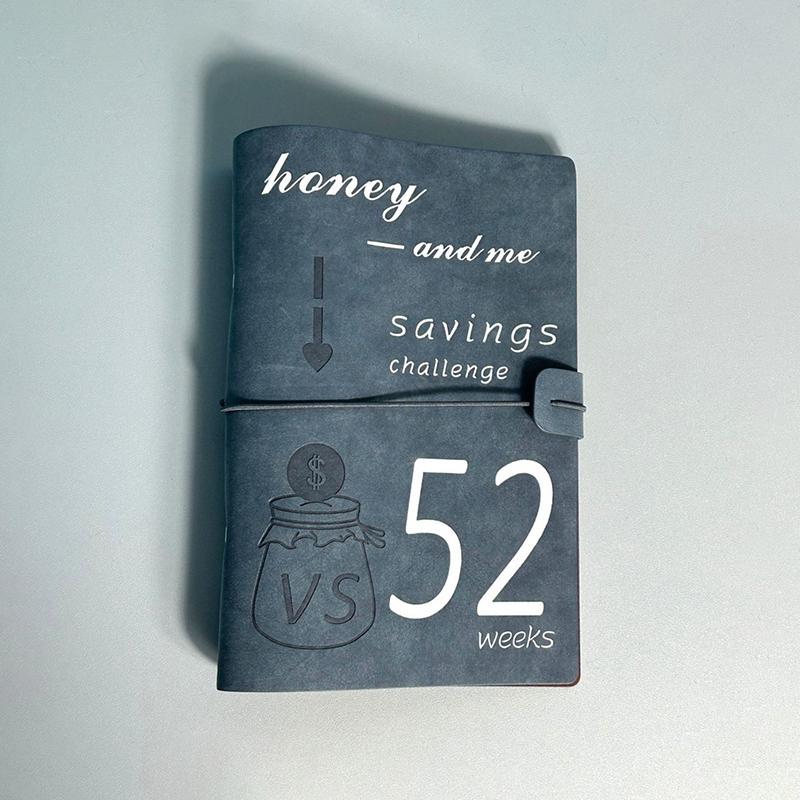 honey
— and me
savings
challenge
$
VS
52
weeks